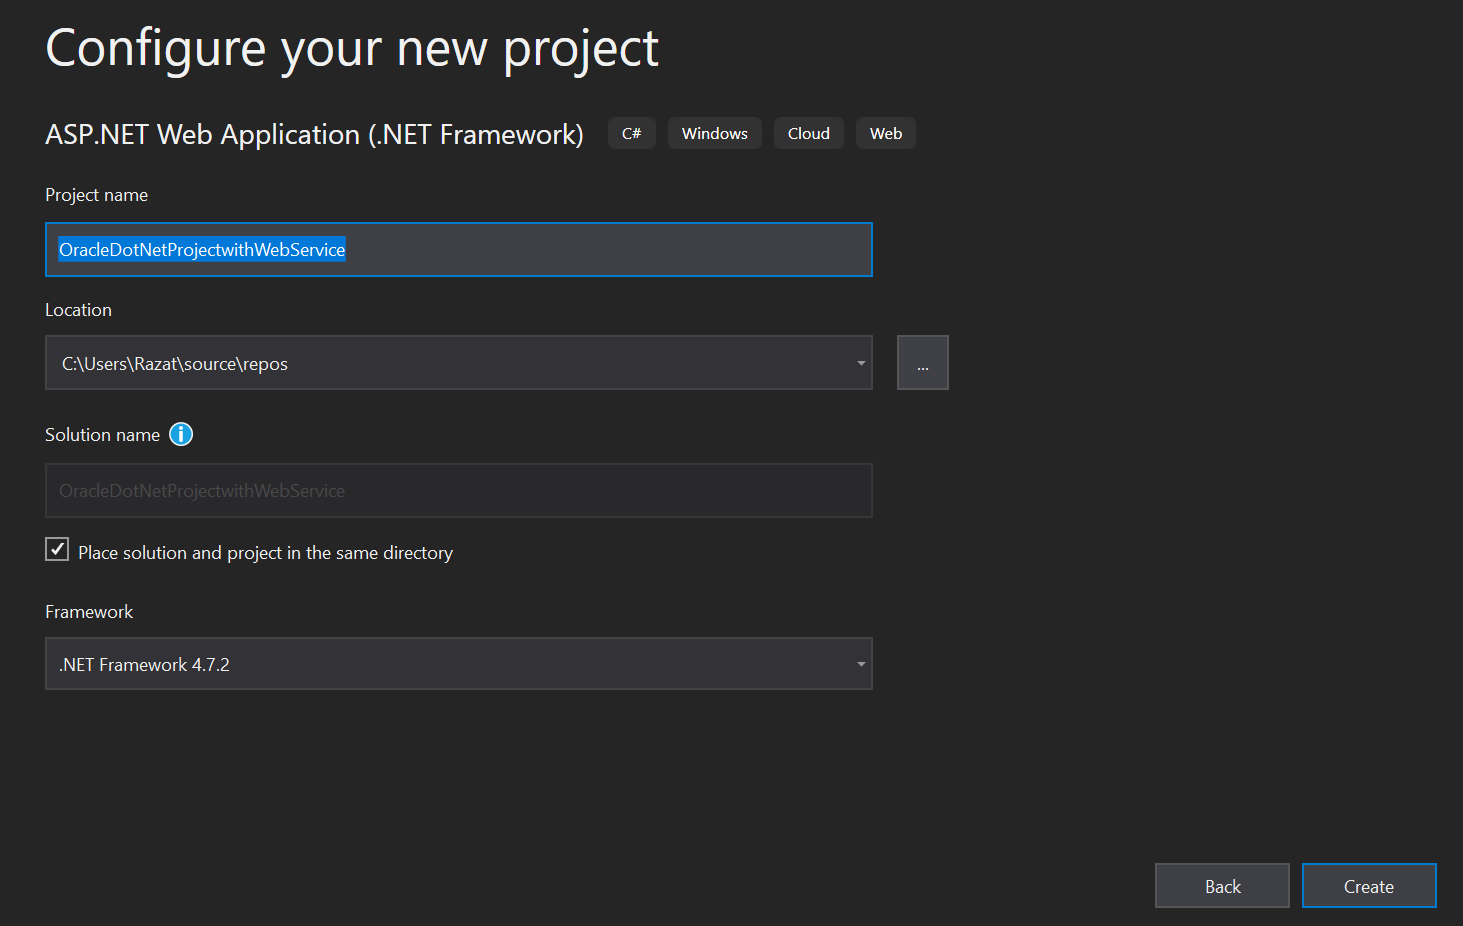 Configure your new project
ASP.NET Web Application (.NET Framework) C# Windows Cloud Web
Project name
OracleDotNetProjectwithWebService
Location
C:\Users\Razat\source\repos
...
Solution name
OracleDotNetProjectwithWebService
Place solution and project in the same directory
Framework
.NET Framework 4.7.2
Back Create